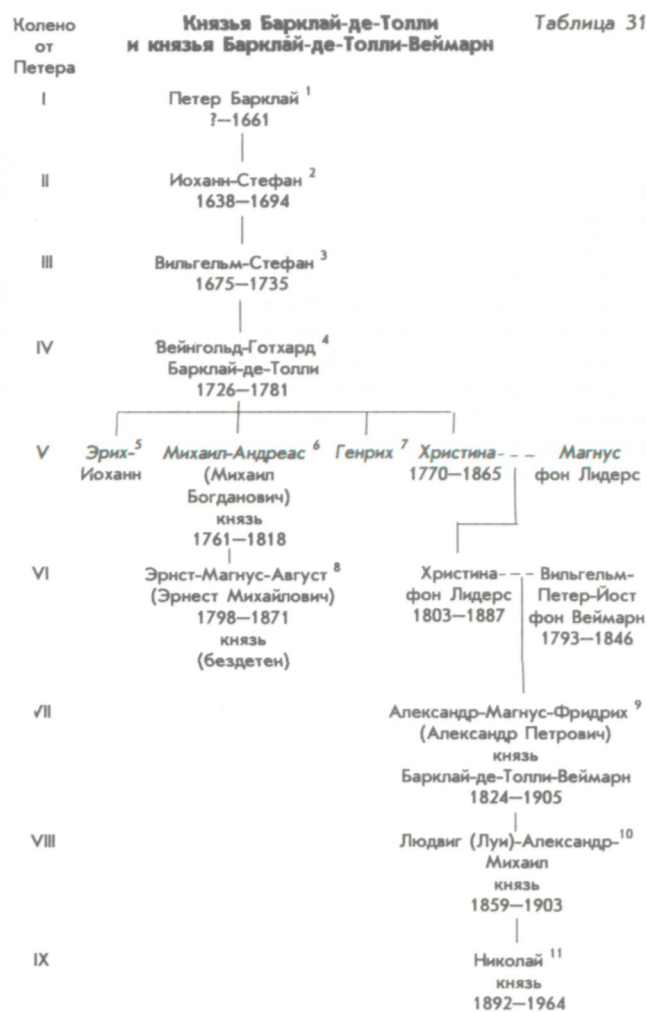 Колено
от
Петера
Князья Барклай-де-Толли
и князья Барклай-де-Толли-Веймарн
Таблица 31
I
Петер Барклай 1
?—1661
II
Иоханн-Стефан 2
1638—1694
III
Вильгельм-Стефан 3
1675—1735
IV
Вейнгольд-Готхард 4
Барклай-де-Толли
1726—1781
V
Эрих- 5
Иоханн
Михаил-Андреас 6
(Михаил
Богданович)
князь
1761—1818
Генрих 7
Христина
1770—1865
Магнус
фон Лидерс
VI
Эрнст-Магнус-Август 8
(Эрнест Михайлович)
1798—1871
князь
(бездетен)
Христина
фон Лидерс
1803—1887
Вильгельм-
Петер-Йост
фон Веймарн
1793—1846
VII
Александр-Магнус-Фридрих 9
(Александр Петрович)
князь
Барклай-де-Толли-Веймарн
1824—1905
VIII
Людвиг (Луи)-Александр- 10
Михаил
князь
1859—1903
IX
Николай 11
князь
1892—1964